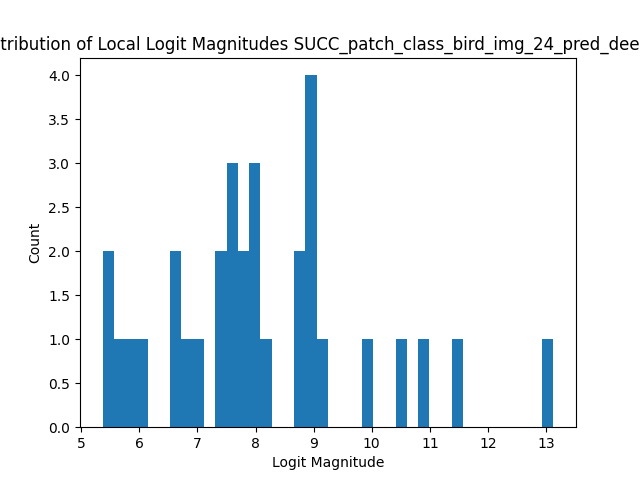 tribution of Local Logit Magnitudes SUCC_patch_class_bird_img_24_pred_dee
4.0
3.5
3.0
2.5
2.0
1.5
1.0
0.5
0.0
Count
5 6 7 8 9 10 11 12 13
Logit Magnitude